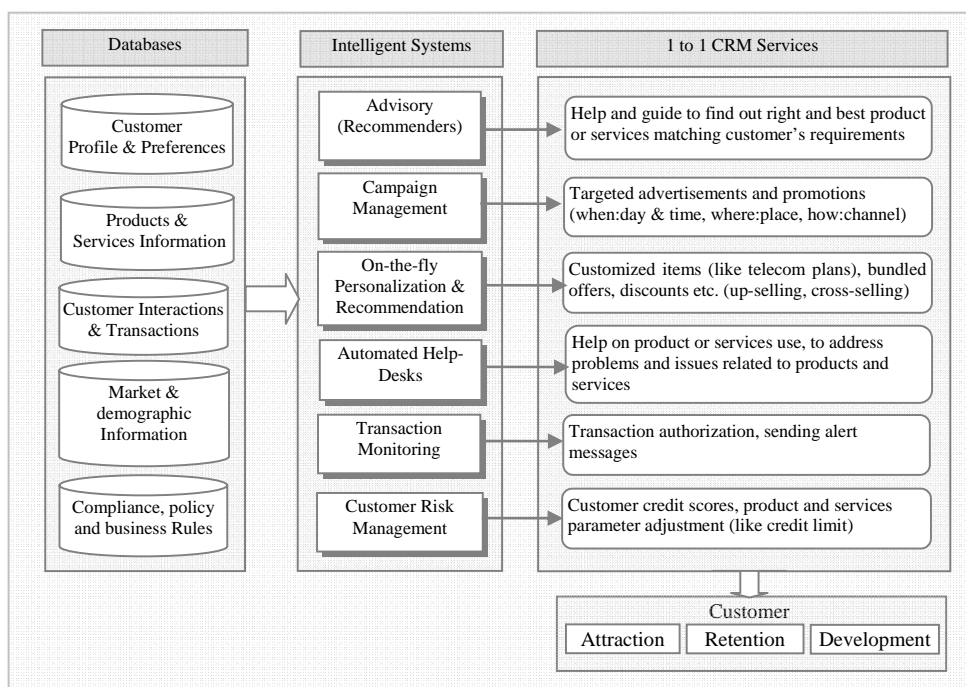 Databases
Intelligent Systems
1 to 1 CRM Services
Customer
Profile & Preferences
Products &
Services Information
Customer Interactions
& Transactions
Market &
demographic
Information
Compliance, policy
and business Rules
Advisory
(Recommenders)
Campaign
Management
On-the-fly
Personalization &
Recommendation
Automated Help-
Desks
Transaction
Monitoring
Customer Risk
Management
Help and guide to find out right and best product
or services matching customer's requirements
Targeted advertisements and promotions
(when:day & time, where:place, how:channel)
Customized items (like telecom plans), bundled
offers, discounts etc. (up-selling, cross-selling)
Help on product or services use, to address
problems and issues related to products and
services
Transaction authorization, sending alert
messages
Customer credit scores, product and services
parameter adjustment (like credit limit)
Customer
Attraction
Retention
Development